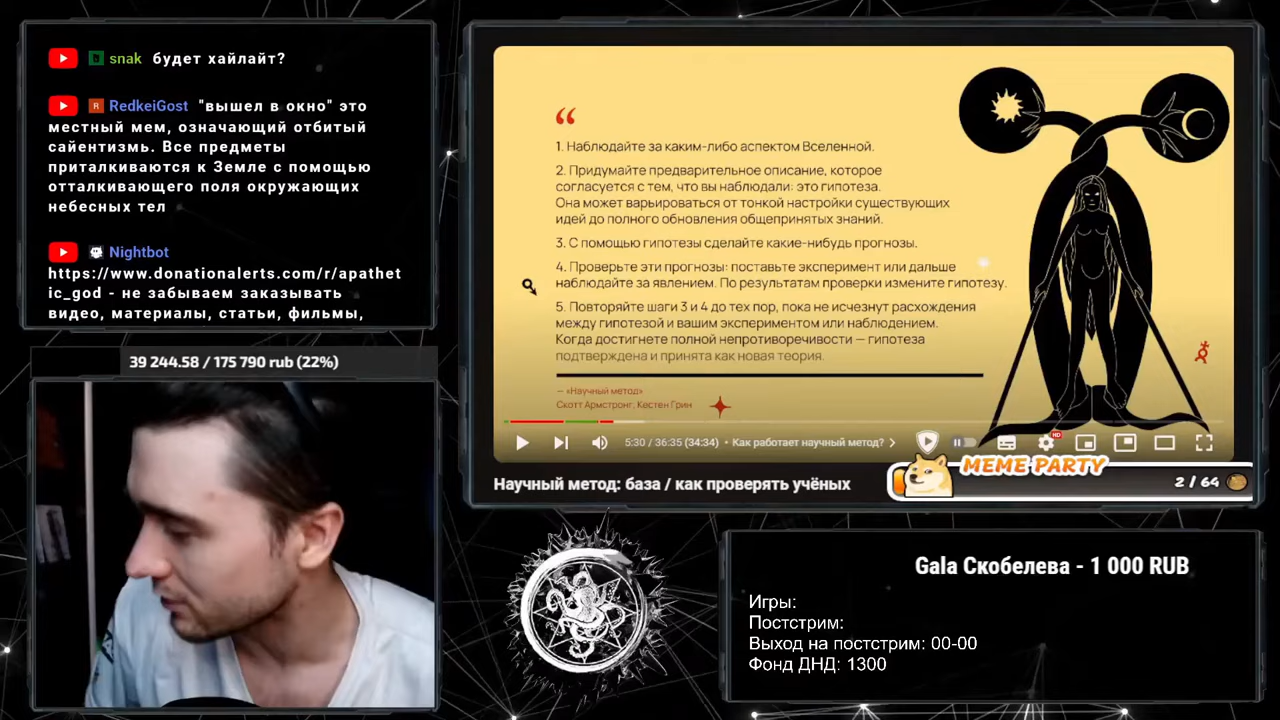 snak будет хайлайт?
RedkeiGost "вышел в окно" это
местный мем, означающий отбитый
сайентизмь. Все предметы
приталкиваются к Земле с помощью
отталкивающего поля окружающих
небесных тел
Nightbot
https://www.donationalerts.com/r/apathet
ic_god - не забываем заказывать
видео, материалы, статьи, фильмы,
39 244.58 / 175 790 rub (22%)
“
1. Наблюдайте за каким-либо аспектом Вселенной.
2. Придумайте предварительное описание, которое
согласуется с тем, что вы наблюдали: это гипотеза.
Она может варьироваться от тонкой настройки существующих
идей до полного обновления общепринятых знаний.
3. С помощью гипотезы сделайте какие-нибудь прогнозы.
4. Проверьте эти прогнозы: поставьте эксперимент или дальше
наблюдайте за явлением. По результатам проверки измените гипотезу.
5. Повторяйте шаги 3 и 4 до тех пор, пока не исчезнут расхождения
между гипотезой и вашим экспериментом или наблюдением.
Когда достигнете полной непротиворечивости — гипотеза
подтверждена и принята как новая теория.
— «Научный метод»
Скотт Армстронг, Кестен Грин
5:30 / 36:35 (34:34) • Как работает научный метод?
HD
MEME PARTY
2 / 64
Научный метод: база / как проверять учёных
Gala Скобелева - 1 000 RUB
Игры:
Постстрим:
Выход на постстрим: 00-00
Фонд ДНД: 1300